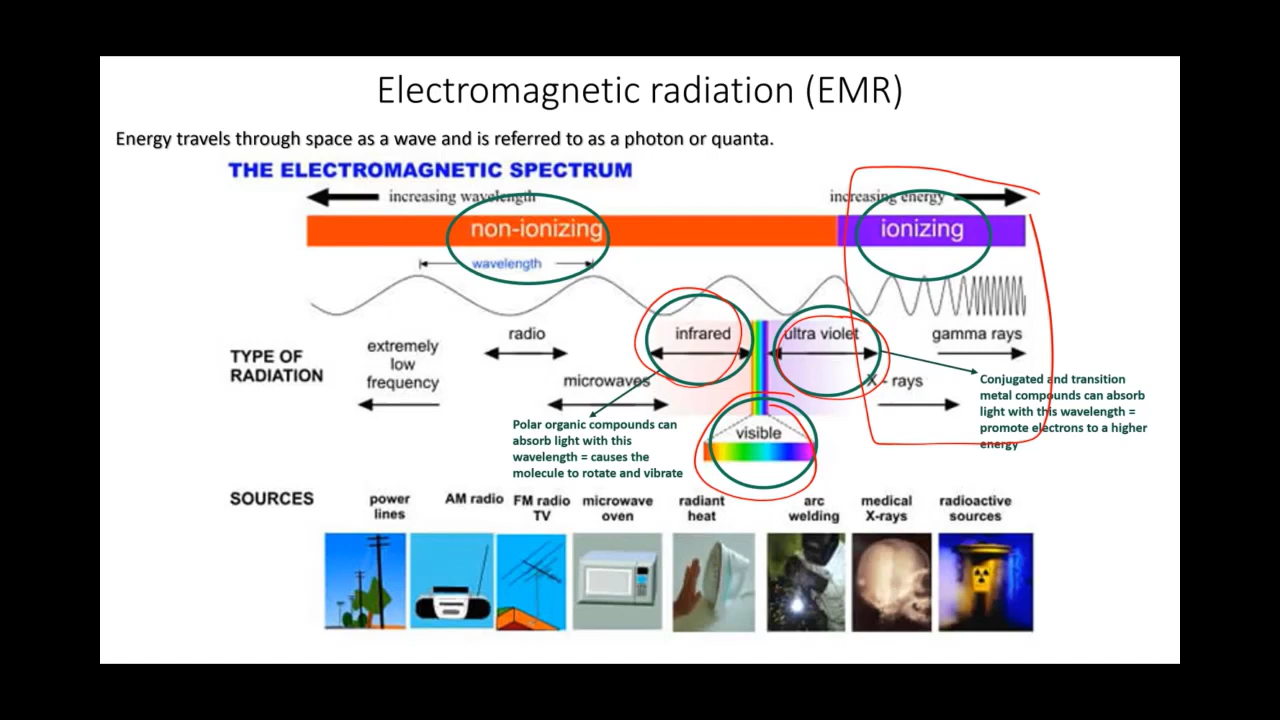 Electromagnetic radiation (EMR)
Energy travels through space as a wave and is referred to as a photon or quanta.
THE ELECTROMAGNETIC SPECTRUM
increasing wavelength
increasing energy
non-ionizing
ionizing
wavelength
TYPE OF
RADIATION
extremely
low
frequency
radio
microwaves
infrared
visible
ultra violet
X - rays
gamma rays
Polar organic compounds can
absorb light with this
wavelength = causes the
molecule to rotate and vibrate
Conjugated and transition
metal compounds can absorb
light with this wavelength =
promote electrons to a higher
energy
SOURCES
power
lines
AM radio
FM radio
TV
microwave
oven
radiant
heat
arc
welding
medical
X-rays
radioactive
sources